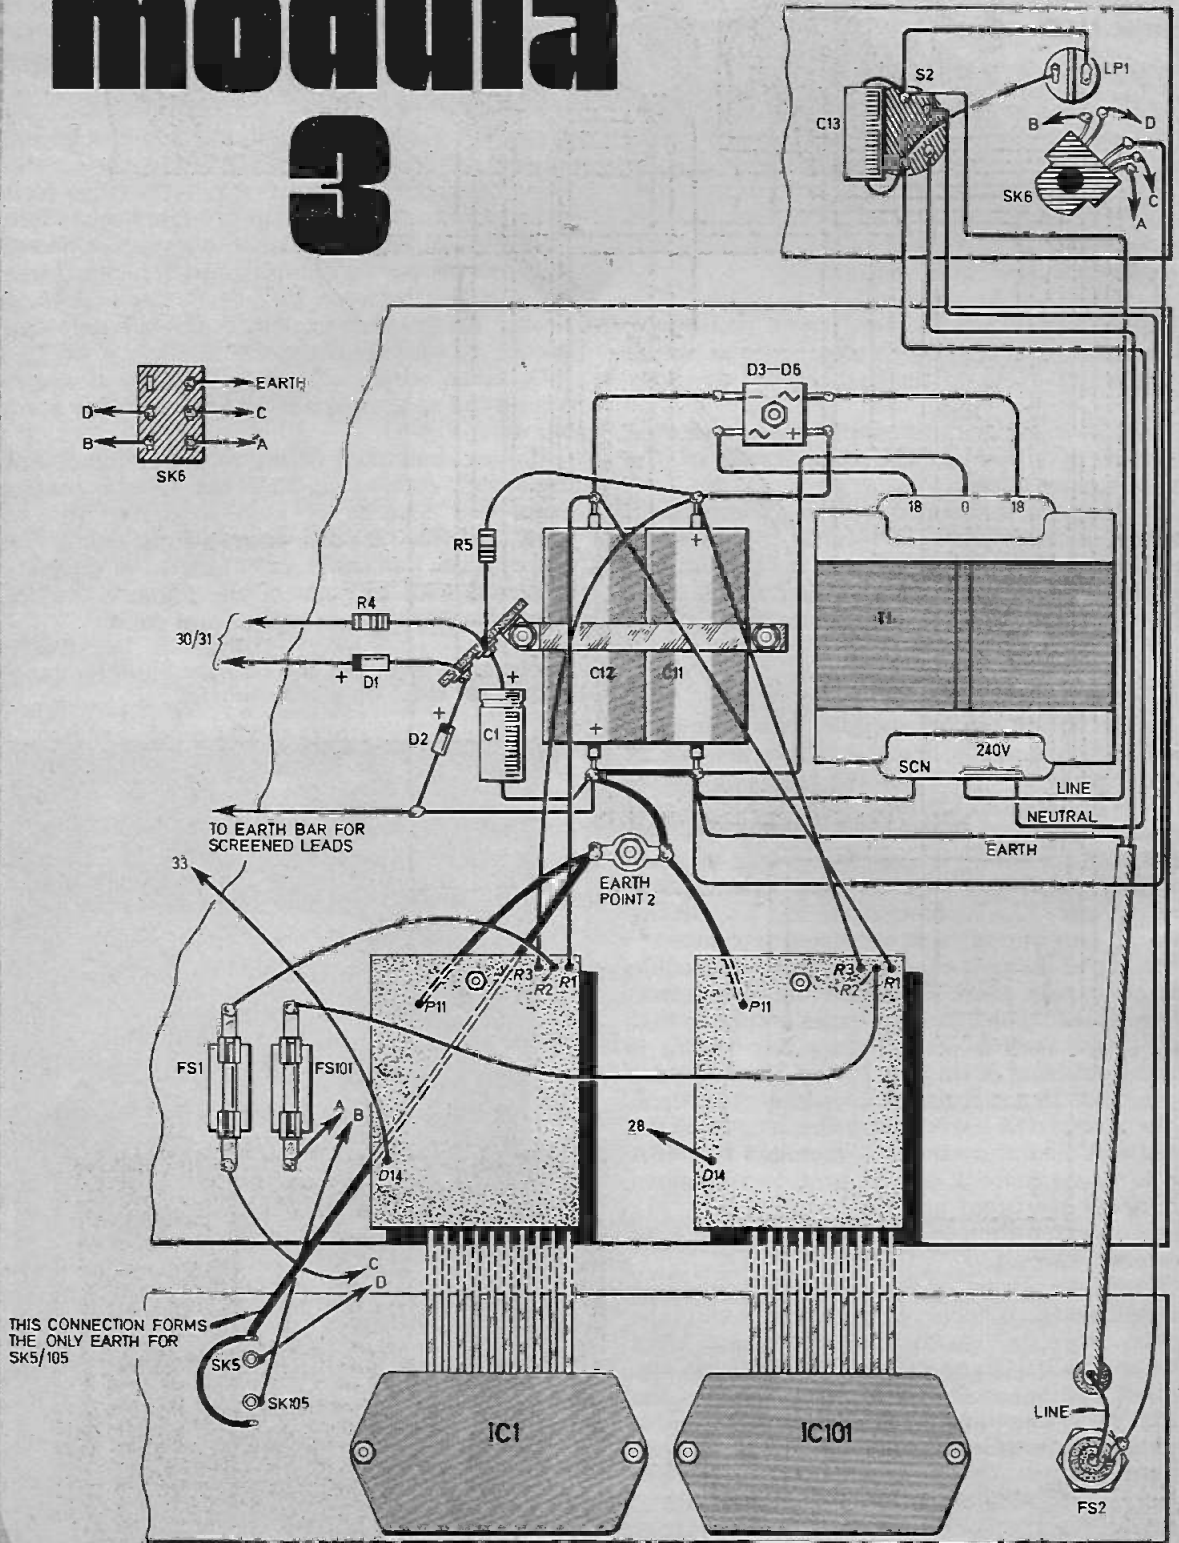 modula
3
S2
LP1
C13
B
D
SK6
C
A
EARTH
D
C
B
A
SK6
D3—D6
−
~
~
+
18
0
18
R5
+
R4
30/31
T1
+
D1
+
C12
C11
+
D2
C1
+
240V
SCN
LINE
NEUTRAL
TO EARTH BAR FOR
SCREENED LEADS
EARTH
33
EARTH
POINT 2
R3
R2
R1
R3
R2
R1
P11
P11
FS1
FS101
A
B
28
D14
D14
C
D
THIS CONNECTION FORMS
THE ONLY EARTH FOR
SK5/105
SK5
SK105
LINE
IC1
IC101
FS2